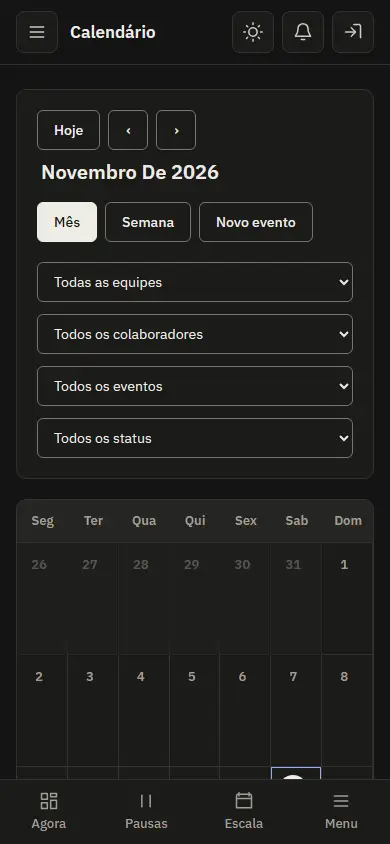 Calendário
Hoje ‹ ›
Novembro De 2026
Mês Semana Novo evento
Todas as equipes
Todos os colaboradores
Todos os eventos
Todos os status
Seg Ter Qua Qui Sex Sab Dom
26 27 28 29 30 31 1
2 3 4 5 6 7 8
Agora Pausas Escala Menu